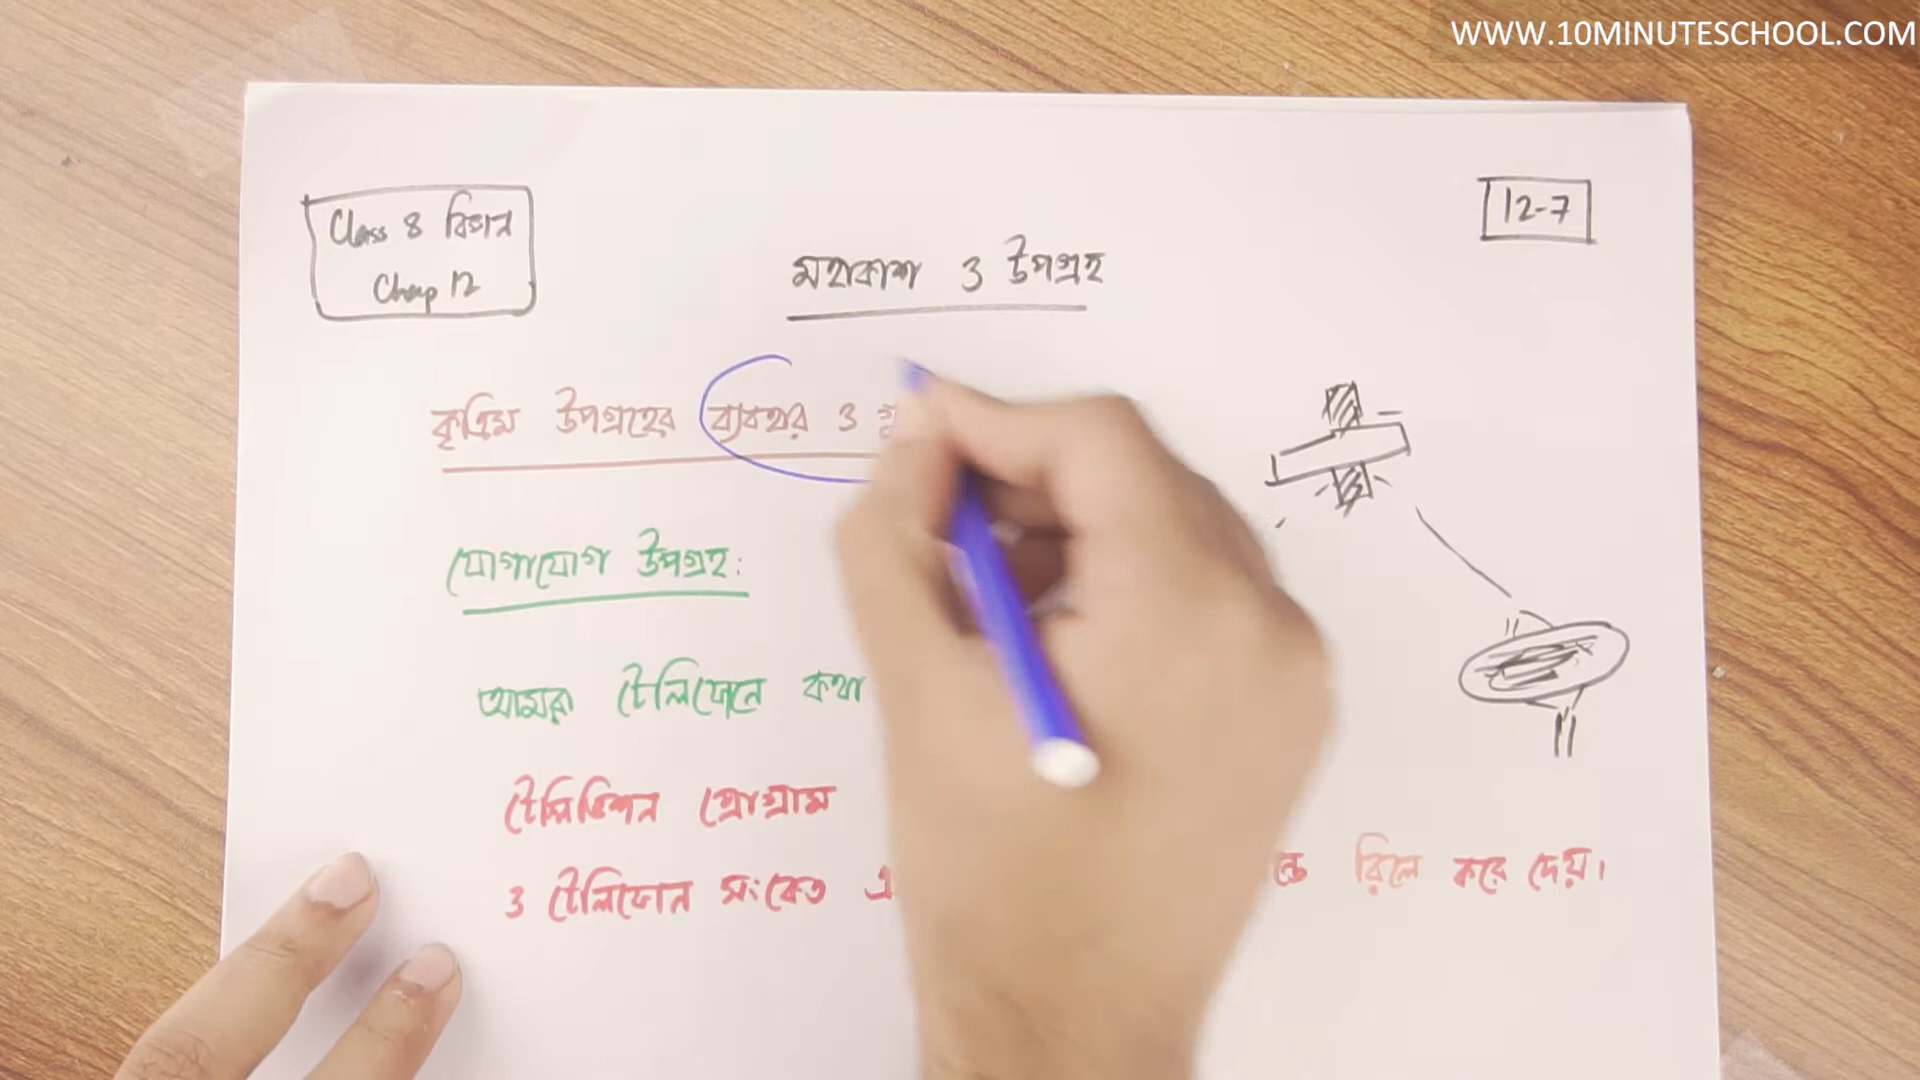 WWW.10MINUTESCHOOL.COM
Class 8 বিজ্ঞান
Chap 12
12-7
মহাকাশ ও উপগ্রহ
কৃত্রিম উপগ্রহের ব্যবহার ও
যোগাযোগ উপগ্রহ:
আমরা টেলিফোনে কথা
টেলিভিশন প্রোগ্রাম
ও টেলিফোন সংকেত এ রিলে করে দেয়।